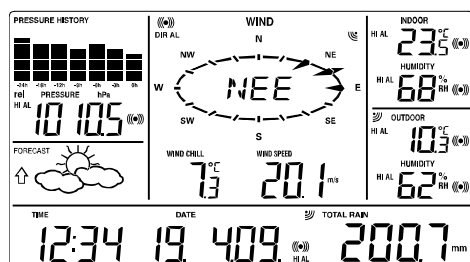 PRESSURE HISTORY
-24h -16h -12h -9h -6h -3h 0h
rel PRESSURE hPa
HI AL
1010.5
FORECAST
WIND
DIR AL
N
NW NE
W NEE E
SW SE
S
WIND CHILL WIND SPEED
7.3 °C 20.1 m/s
INDOOR
HI AL 23.5 °C
HUMIDITY
HI AL 68 % RH
OUTDOOR
HI AL 10.3 °C
HUMIDITY
HI AL 62 % RH
TIME DATE TOTAL RAIN
12:34 19. 4.09. HI AL 200.7 mm